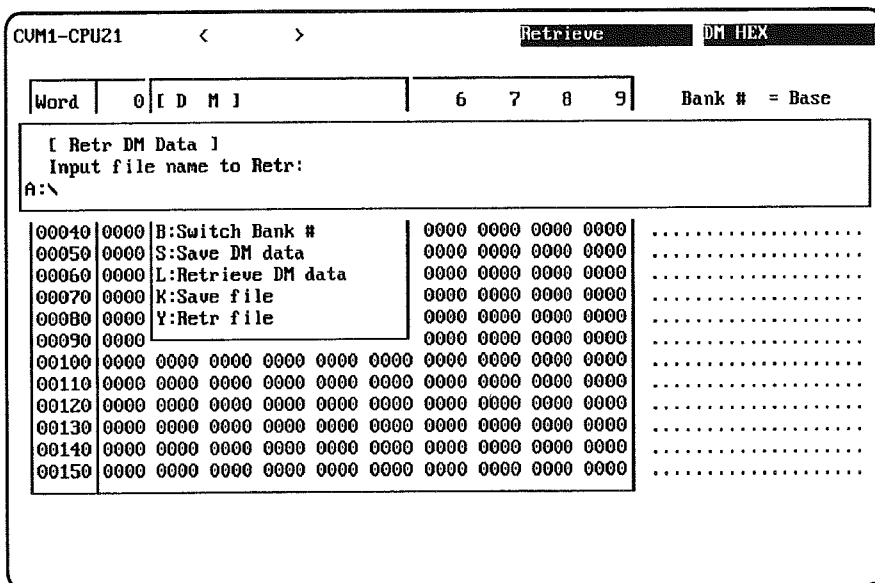 CVM1-CPU21 < > Retrieve DM HEX
Word 0 [ D M ] 6 7 8 9 Bank # = Base
[ Retr DM Data ]
Input file name to Retr:
A:\
00040 0000 B:Switch Bank # 0000 0000 0000 0000 ....................
00050 0000 S:Save DM data 0000 0000 0000 0000 ....................
00060 0000 L:Retrieve DM data 0000 0000 0000 0000 ....................
00070 0000 K:Save file 0000 0000 0000 0000 ....................
00080 0000 Y:Retr file 0000 0000 0000 0000 ....................
00090 0000 0000 0000 0000 0000 ....................
00100 0000 0000 0000 0000 0000 0000 0000 0000 0000 0000 ....................
00110 0000 0000 0000 0000 0000 0000 0000 0000 0000 0000 ....................
00120 0000 0000 0000 0000 0000 0000 0000 0000 0000 0000 ....................
00130 0000 0000 0000 0000 0000 0000 0000 0000 0000 0000 ....................
00140 0000 0000 0000 0000 0000 0000 0000 0000 0000 0000 ....................
00150 0000 0000 0000 0000 0000 0000 0000 0000 0000 0000 ....................